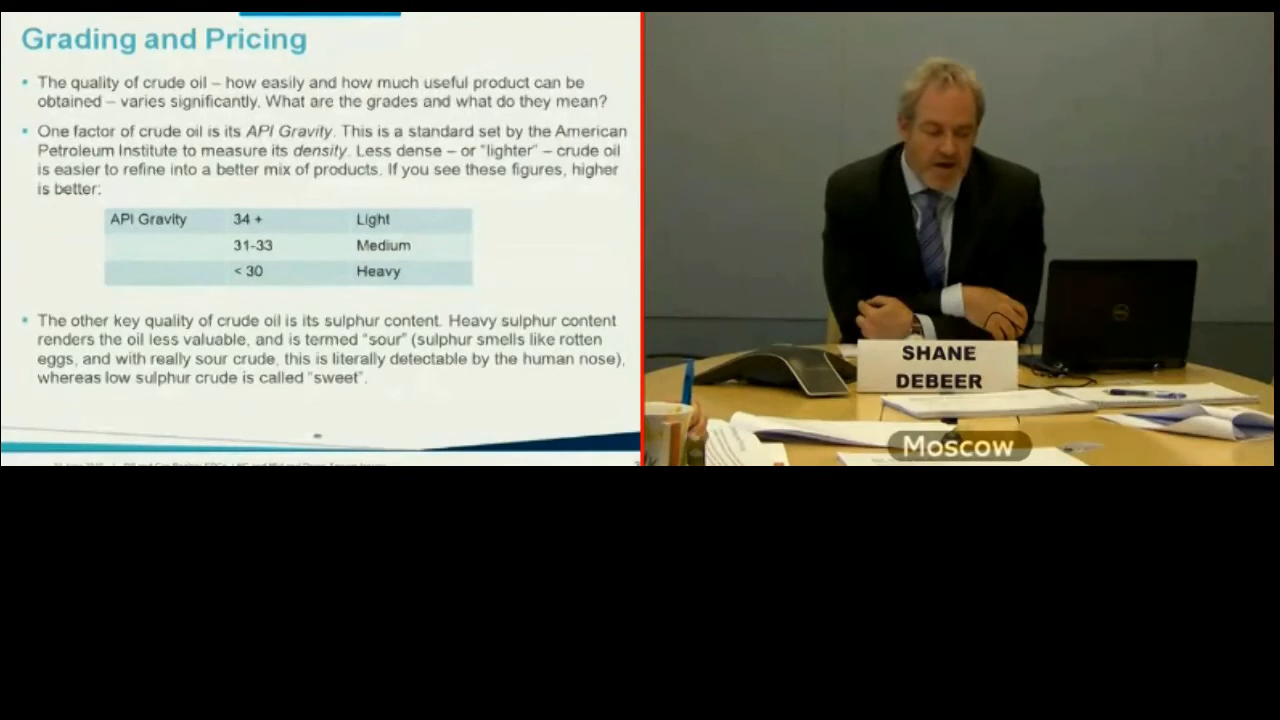 Grading and Pricing
The quality of crude oil – how easily and how much useful product can be
obtained – varies significantly. What are the grades and what do they mean?
One factor of crude oil is its API Gravity. This is a standard set by the American
Petroleum Institute to measure its density. Less dense – or "lighter" – crude oil
is easier to refine into a better mix of products. If you see these figures, higher
is better:
API Gravity 34 + Light
31-33 Medium
< 30 Heavy
The other key quality of crude oil is its sulphur content. Heavy sulphur content
renders the oil less valuable, and is termed "sour" (sulphur smells like rotten
eggs, and with really sour crude, this is literally detectable by the human nose),
whereas low sulphur crude is called "sweet".
SHANE
DEBEER
DELL
Moscow